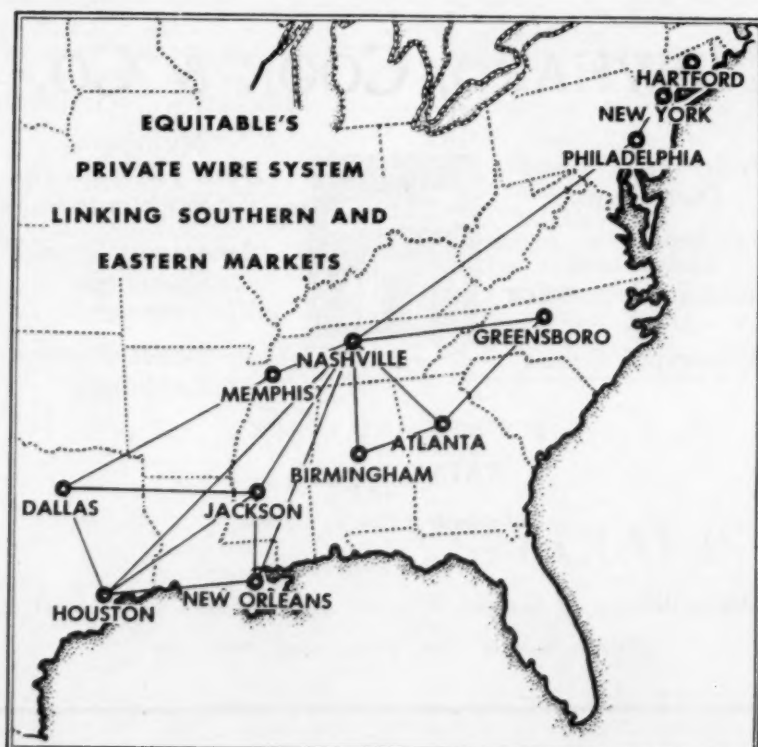 EQUITABLE'S
PRIVATE WIRE SYSTEM
LINKING SOUTHERN AND
EASTERN MARKETS
HARTFORD
NEW YORK
PHILADELPHIA
GREENSBORO
NASHVILLE
MEMPHIS
ATLANTA
BIRMINGHAM
DALLAS
JACKSON
HOUSTON
NEW ORLEANS